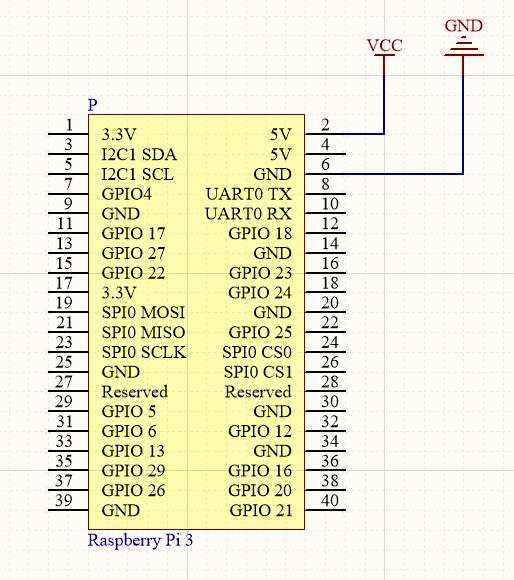 GND
VCC
P
1 3.3V 5V 2
3 I2C1 SDA 5V 4
5 I2C1 SCL GND 6
7 GPIO4 UART0 TX 8
9 GND UART0 RX 10
11 GPIO 17 GPIO 18 12
13 GPIO 27 GND 14
15 GPIO 22 GPIO 23 16
17 3.3V GPIO 24 18
19 SPI0 MOSI GND 20
21 SPI0 MISO GPIO 25 22
23 SPI0 SCLK SPI0 CS0 24
25 GND SPI0 CS1 26
27 Reserved Reserved 28
29 GPIO 5 GND 30
31 GPIO 6 GPIO 12 32
33 GPIO 13 GND 34
35 GPIO 29 GPIO 16 36
37 GPIO 26 GPIO 20 38
39 GND GPIO 21 40
Raspberry Pi 3